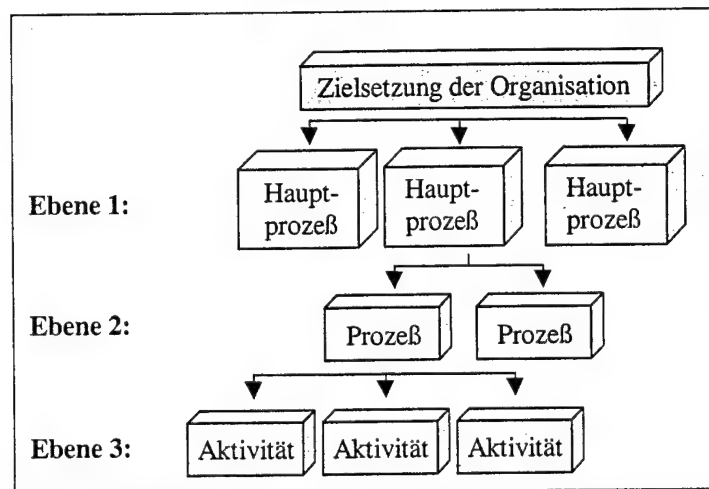 Zielsetzung der Organisation
Ebene 1:
Haupt-
prozeß
Haupt-
prozeß
Haupt-
prozeß
Ebene 2:
Prozeß
Prozeß
Ebene 3:
Aktivität
Aktivität
Aktivität